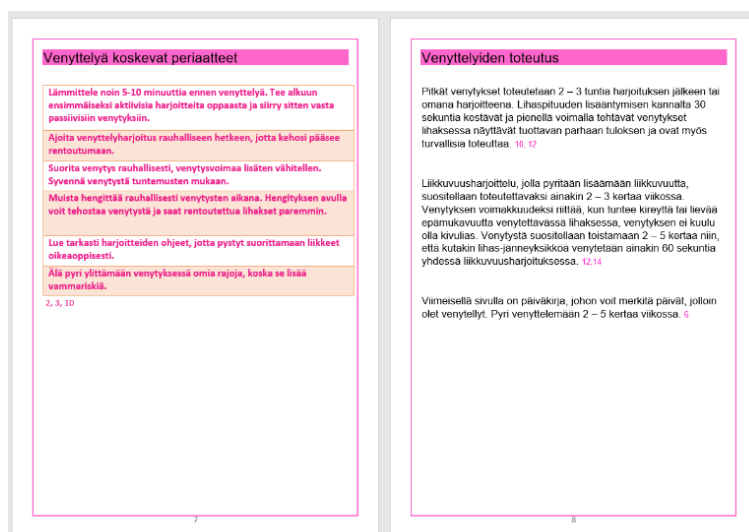 Venyttelyä koskevat periaatteet
Lämmittele noin 5-10 minuuttia ennen venyttelyä. Tee alkuun
ensimmäiseksi aktiivisia harjoitteita oppaasta ja siirry sitten vasta
passiivisiin venytyksiin.
Ajoita venyttelyharjoitus rauhalliseen hetkeen, jotta kehosi pääsee
rentoutumaan.
Suorita venytys rauhallisesti, venytysvoimaa lisäten vähitellen.
Syvennä venytystä tuntemusten mukaan.
Muista hengittää rauhallisesti venytysten aikana. Hengityksen avulla
voit tehostaa venytystä ja saat rentoutettua lihakset paremmin.
Lue tarkasti harjoitteiden ohjeet, jotta pystyt suorittamaan liikkeet
oikeaoppisesti.
Älä pyri ylittämään venytyksessä omia rajoja, koska se lisää
vammariskiä.
2, 3, 10
7
Venyttelyiden toteutus
Pitkät venytykset toteutetaan 2 – 3 tuntia harjoituksen jälkeen tai
omana harjoitteena. Lihaspituuden lisääntymisen kannalta 30
sekuntia kestävät ja pienellä voimalla tehtävät venytykset
lihaksessa näyttävät tuottavan parhaan tuloksen ja ovat myös
turvallisia toteuttaa. 10, 12
Liikkuvuusharjoittelu, jolla pyritään lisäämään liikkuvuutta,
suositellaan toteutettavaksi ainakin 2 – 3 kertaa viikossa.
Venytyksen voimakkuudeksi riittää, kun tuntee kireyttä tai lievää
epämukavuutta venytettävässä lihaksessa, venytyksen ei kuulu
olla kivulias. Venytystä suositellaan toistamaan 2 – 5 kertaa niin,
että kutakin lihas-jänneyksikköä venytetään ainakin 60 sekuntia
yhdessä liikkuvuusharjoituksessa. 12,14
Viimeisellä sivulla on päiväkirja, johon voit merkitä päivät, jolloin
olet venytellyt. Pyri venyttelemään 2 – 5 kertaa viikossa. 6
8